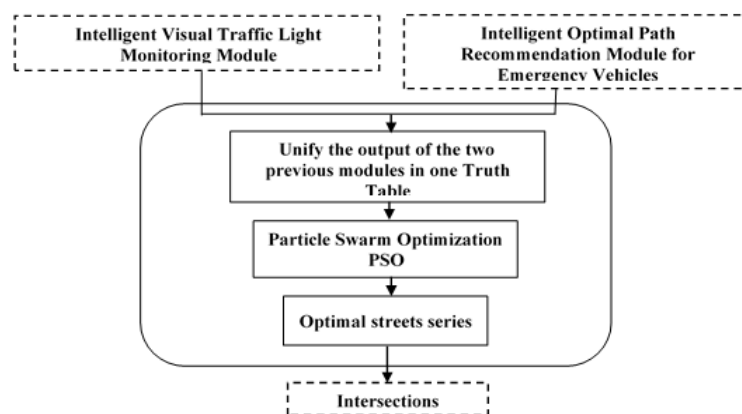 Intelligent Visual Traffic Light
Monitoring Module
Intelligent Optimal Path
Recommendation Module for
Emergency Vehicles
Unify the output of the two
previous modules in one Truth
Table
Particle Swarm Optimization
PSO
Optimal streets series
Intersections